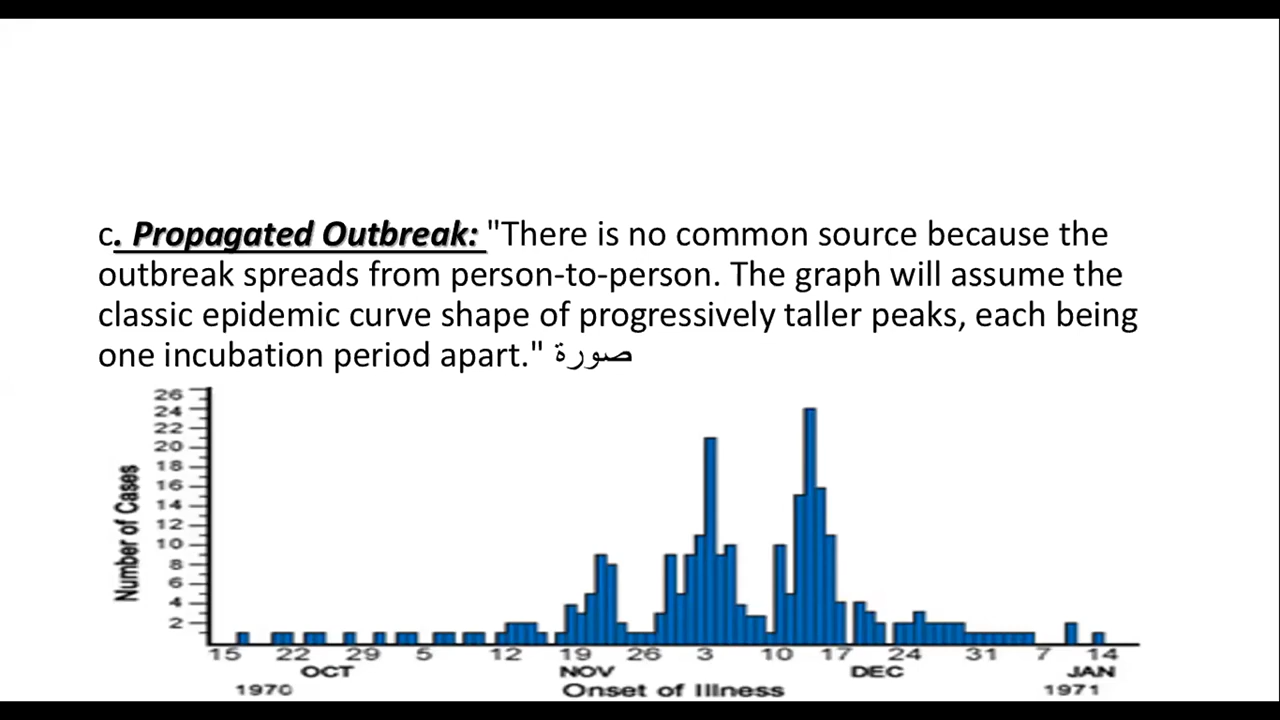 c. Propagated Outbreak: "There is no common source because the
outbreak spreads from person-to-person. The graph will assume the
classic epidemic curve shape of progressively taller peaks, each being
one incubation period apart." صورة
Number of Cases
26
24
22
20
18
16
14
12
10
8
6
4
2
15 22 29 5 12 19 26 3 10 17 24 31 7 14
OCT NOV DEC JAN
1970 Onset of Illness 1971